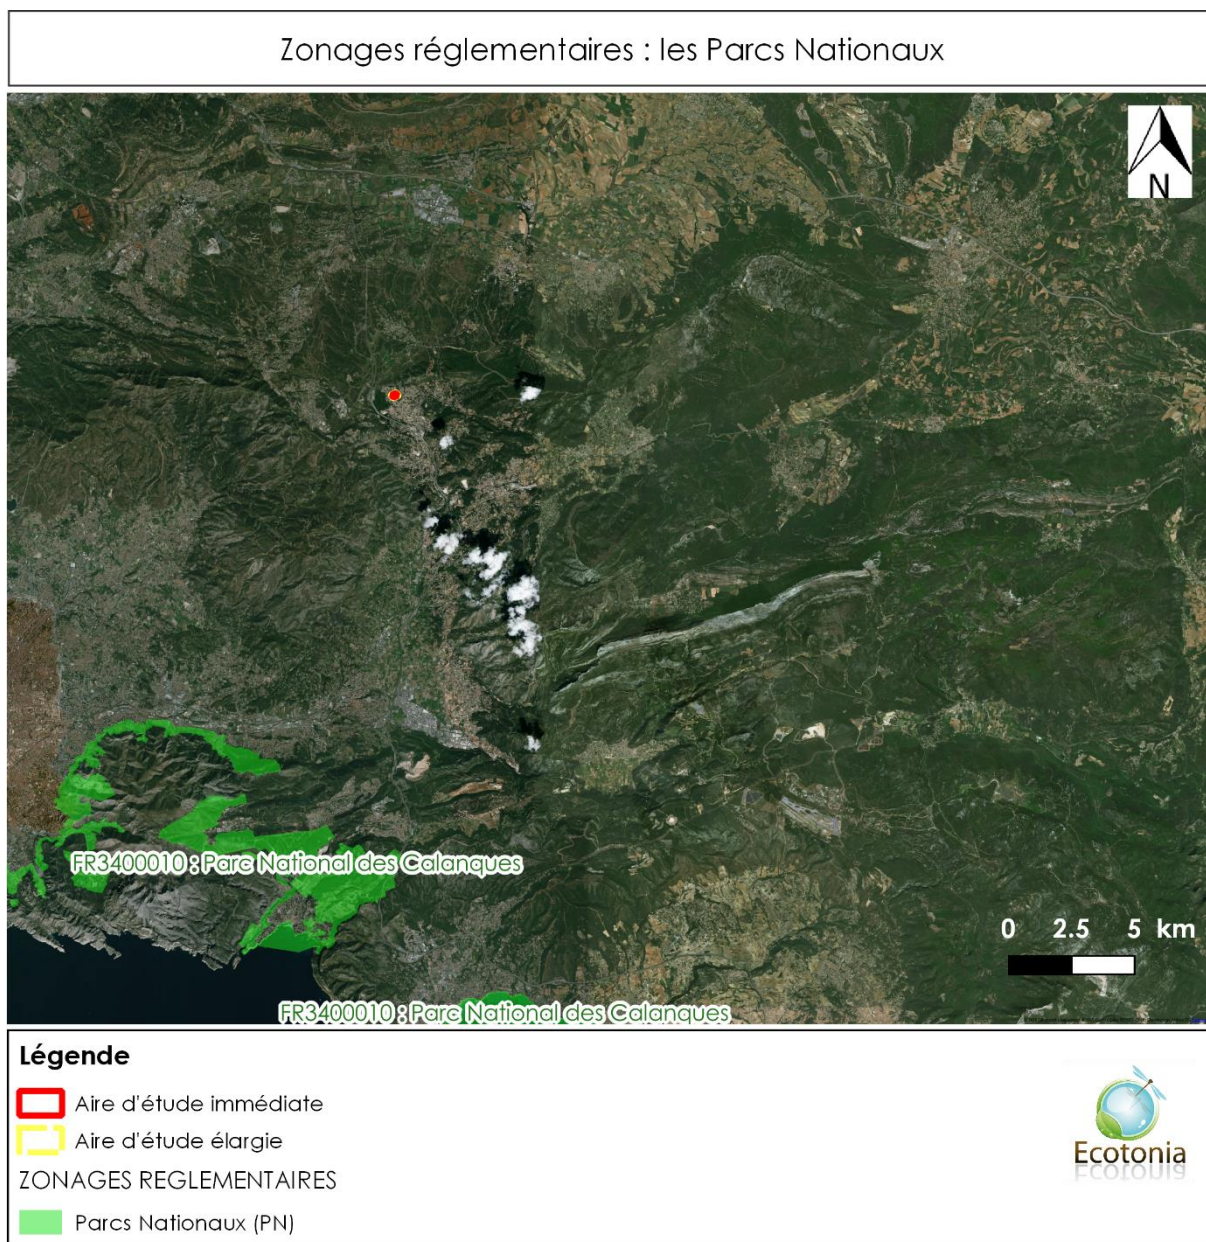 Zonages réglementaires : les Parcs Nationaux
N
FR3400010 : Parc National des Calanques
0 2.5 5 km
FR3400010 : Parc National des Calanques
Légende
Aire d'étude immédiate
Aire d'étude élargie
ZONAGES REGLEMENTAIRES
Parcs Nationaux (PN)
Ecotonia